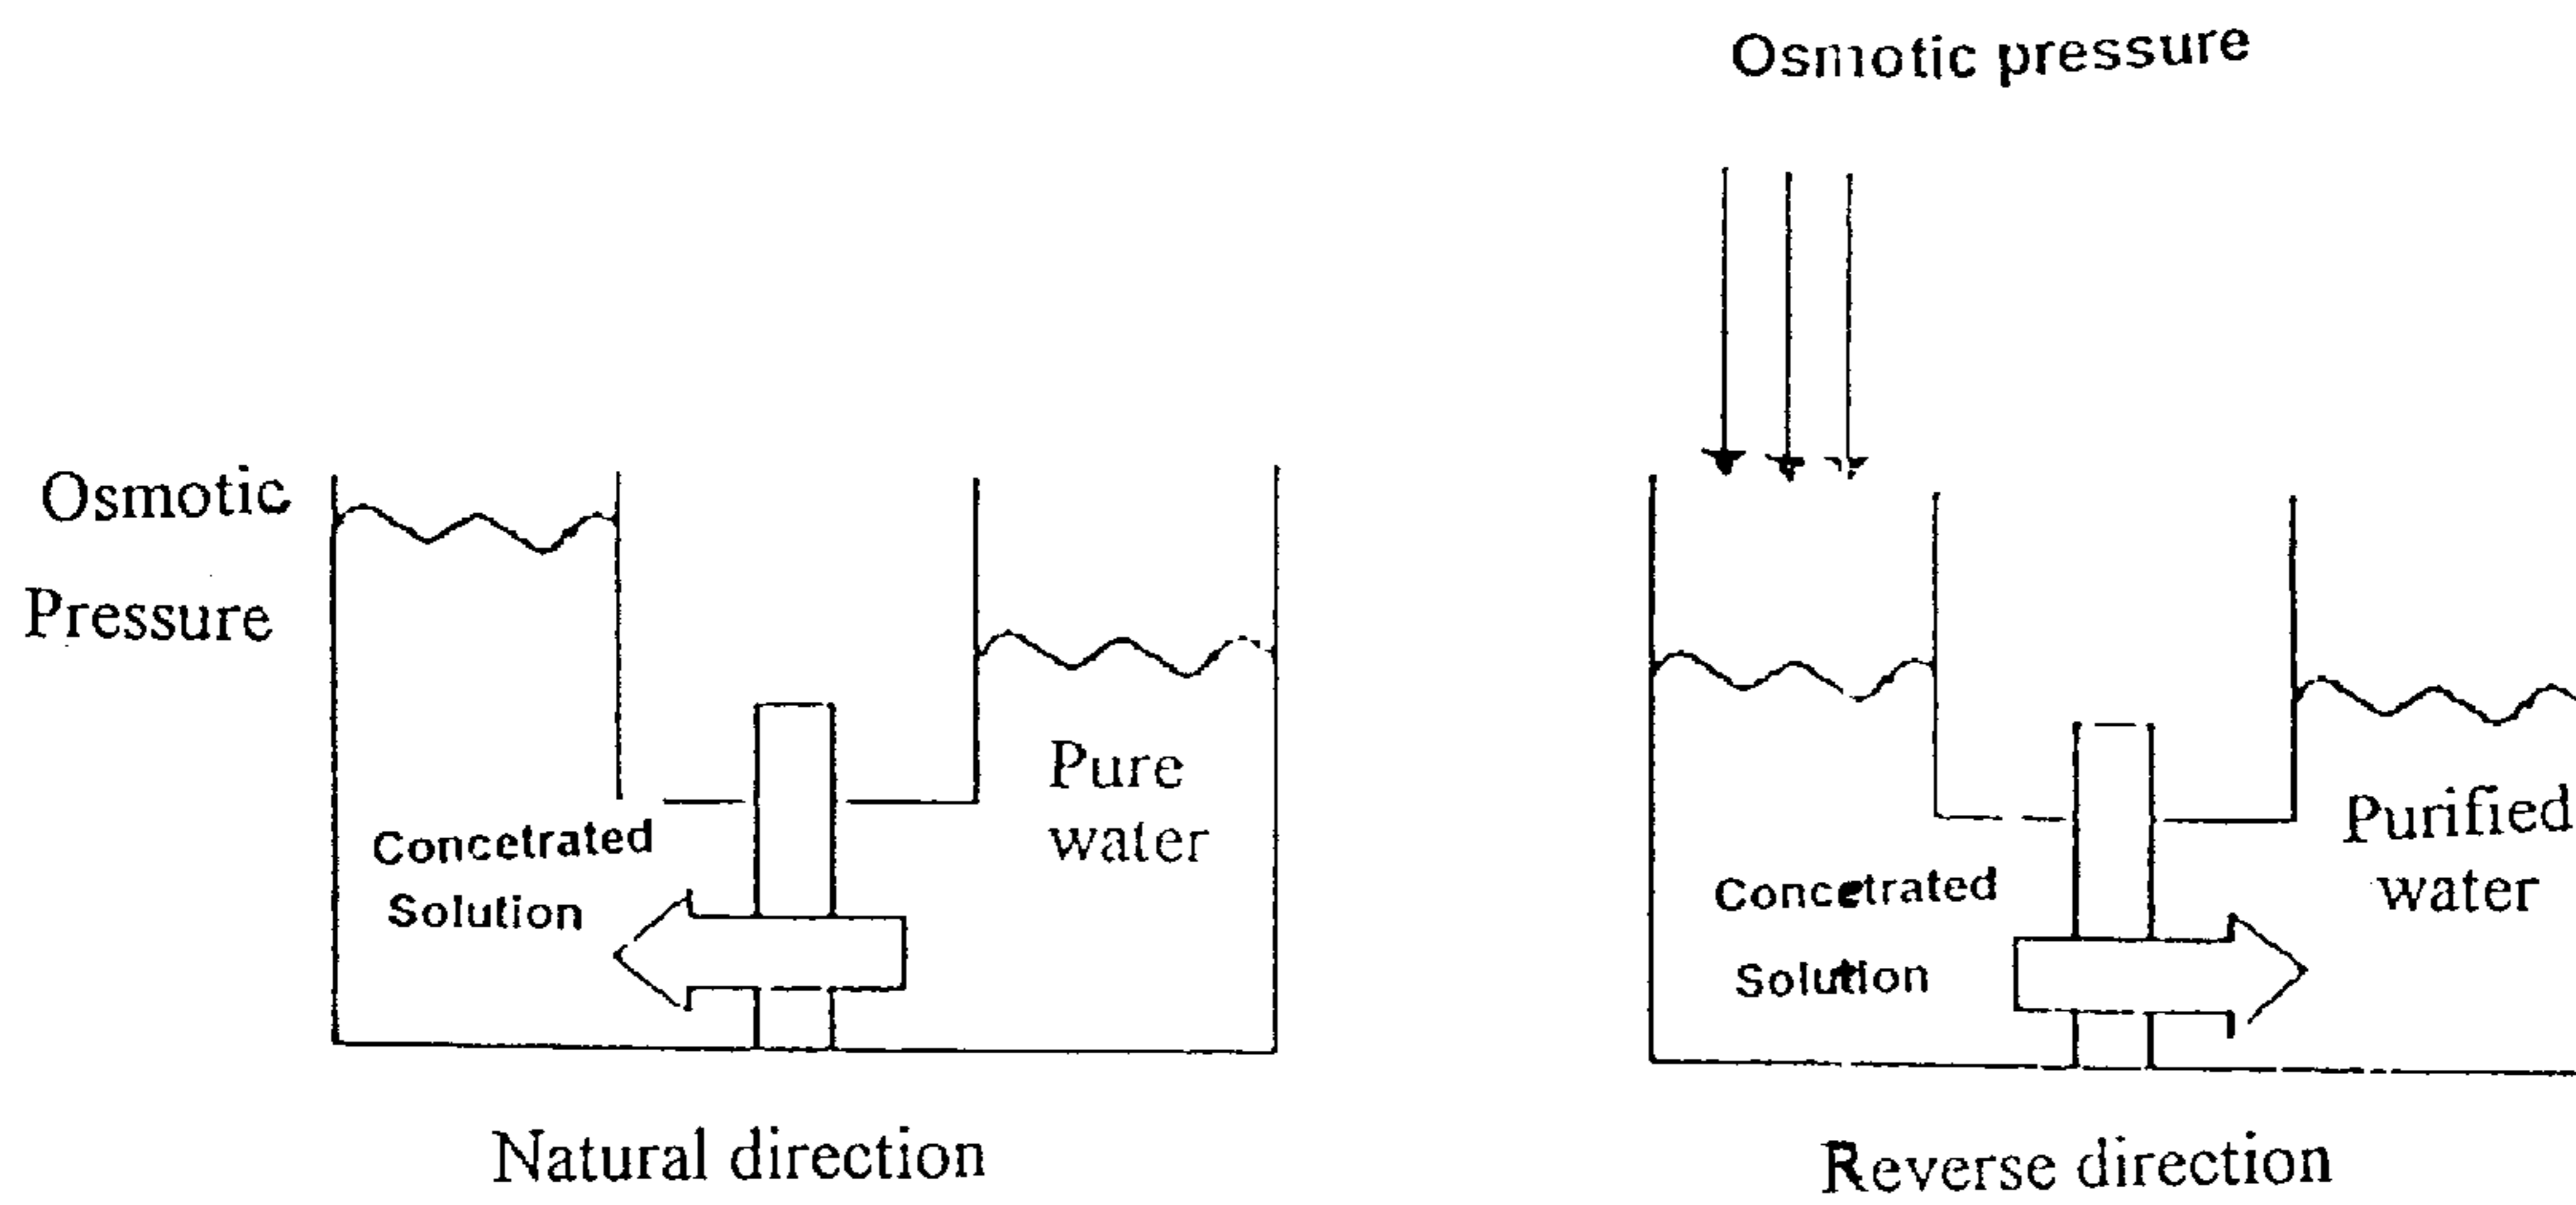 Osmotic pressure
Osmotic
Pressure
Concetrated
Solution
Pure
water
Natural direction
Concetrated
Solution
Purified
water
Reverse direction